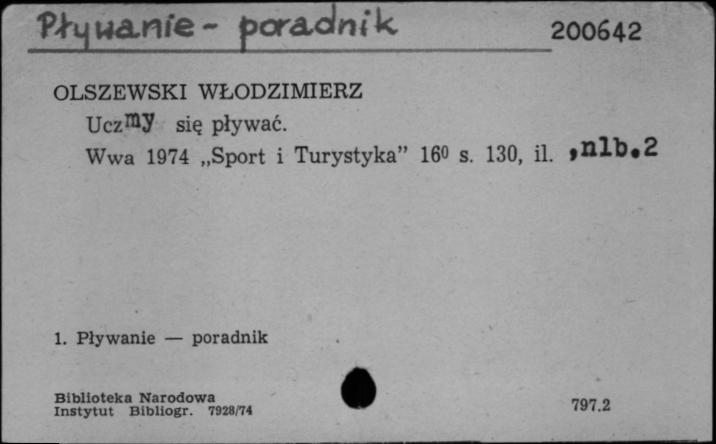 Pływanie - poradnik
200642
OLSZEWSKI WŁODZIMIERZ
Uczmy się pływać.
Wwa 1974 „Sport i Turystyka” 16⁰ s. 130, il. ,nlb.2
1. Pływanie — poradnik
Biblioteka Narodowa
Instytut Bibliogr. 7928/74
797.2